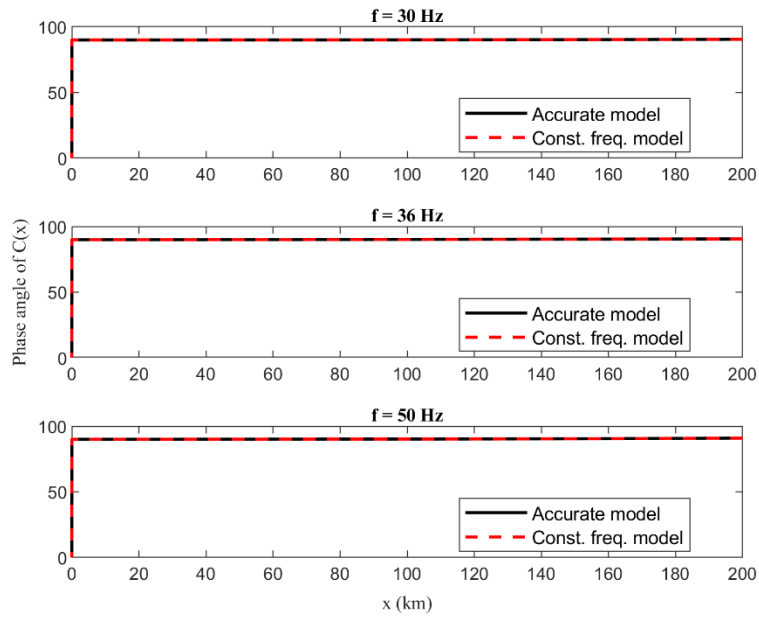 f = 30 Hz
100
50
0
Accurate model
Const. freq. model
0 20 40 60 80 100 120 140 160 180 200
f = 36 Hz
100
50
0
Accurate model
Const. freq. model
0 20 40 60 80 100 120 140 160 180 200
Phase angle of C(x)
f = 50 Hz
100
50
0
Accurate model
Const. freq. model
0 20 40 60 80 100 120 140 160 180 200
x (km)